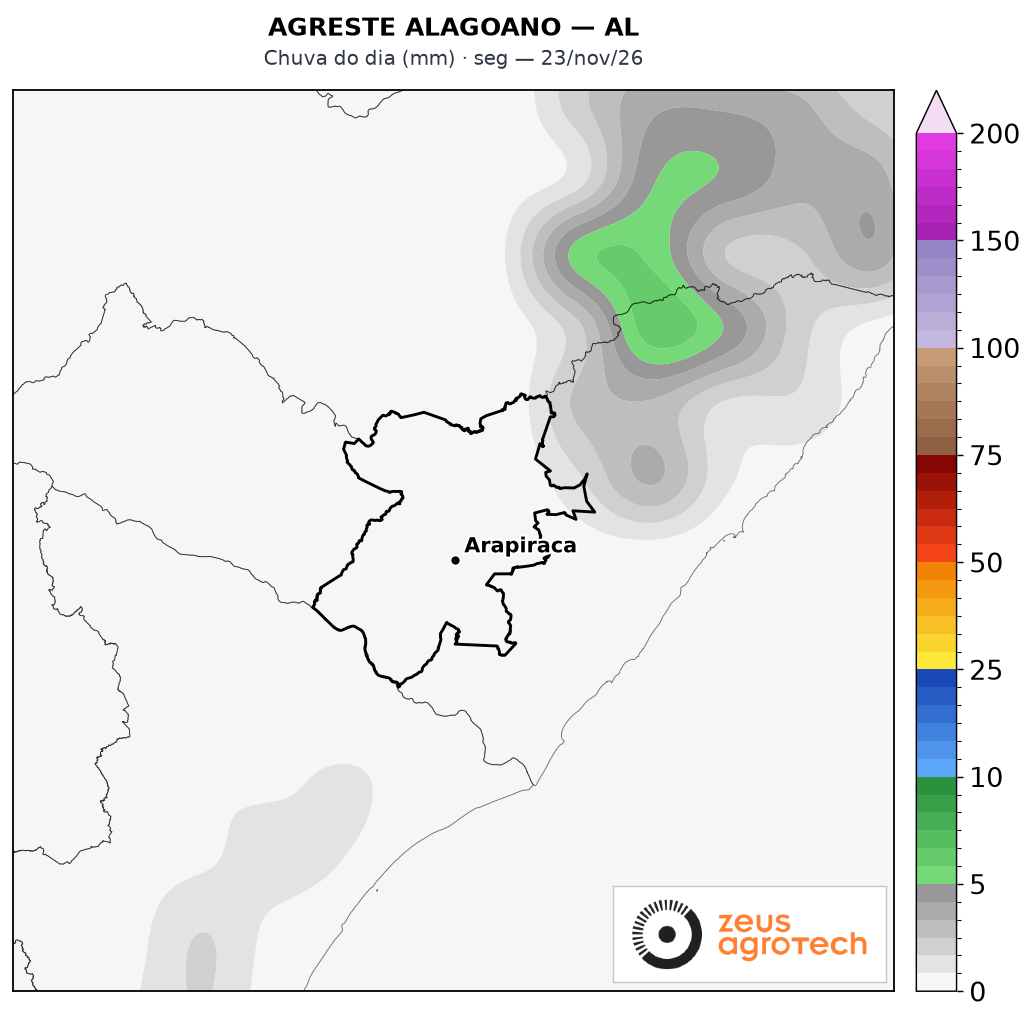 AGRESTE ALAGOANO — AL
Chuva do dia (mm) · seg — 23/nov/26
200
150
100
75
50
25
10
5
0
Arapiraca
zeus
agrotech